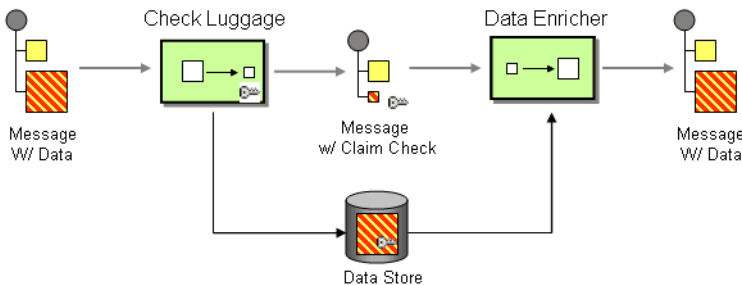 Check Luggage
Data Enricher
Message
W/ Data
Message
w/ Claim Check
Message
W/ Data
Data Store